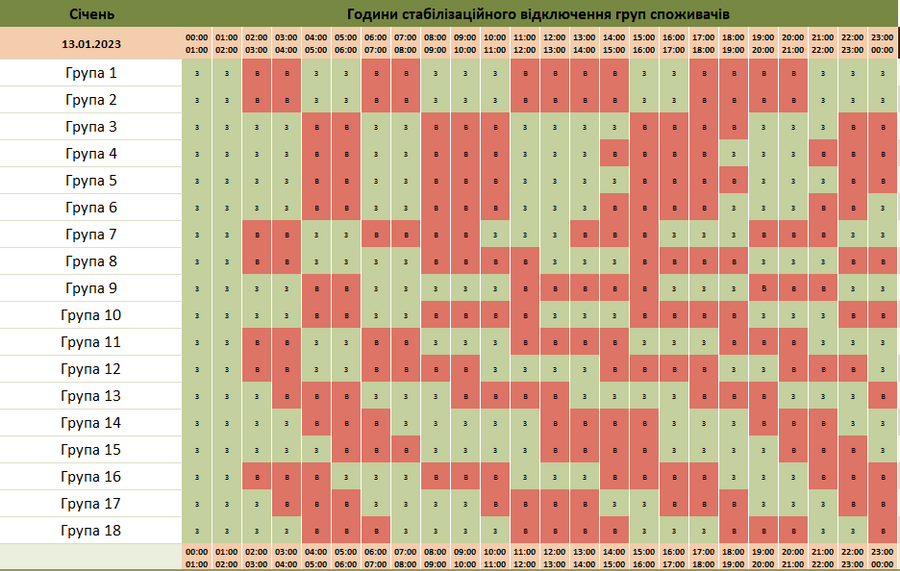 Січень Години стабілізаційного відключення груп споживачів
13.01.2023 00:00 01:00 02:00 03:00 04:00 05:00 06:00 07:00 08:00 09:00 10:00 11:00 12:00 13:00 14:00 15:00 16:00 17:00 18:00 19:00 20:00 21:00 22:00 23:00
01:00 02:00 03:00 04:00 05:00 06:00 07:00 08:00 09:00 10:00 11:00 12:00 13:00 14:00 15:00 16:00 17:00 18:00 19:00 20:00 21:00 22:00 23:00 00:00
Група 1 З З В В З З В В З З З В В В В З З В В В В З З З
Група 2 З З В В З З В В З З З В В В В З З В В В В З З З
Група 3 З З З З В В З З В В В З З З З В В В В З З З В В
Група 4 З З З З В В З З В В В З З З В В В В З З З В В В
Група 5 З З З З В В З З В В В З З З З В В В В З З З В В
Група 6 З З З З В В З З В В В З З З В В В В З З З В В З
Група 7 З З В В З З В В В В З З З В В В З З З В В В З З
Група 8 З З В В З З З З В В В В З З З В В В В З З З В В
Група 9 З З З З В В З З З З З В В В В В З З З В В В З З
Група 10 З З З З В В З З В В В В З З З В В В В З З З В В
Група 11 З З В В З З В В З З З В В В В З З З В В В З З З
Група 12 З З В В З З В В В В З З З З В В В В З З В В В З
Група 13 З З З В В В З З З В В В В З З З З В В В З З З В
Група 14 З З З З В В В З З З З З В В В В З З З В В В З З
Група 15 З З З З З В В В З З З З В В В В З З З З В В В З
Група 16 З З В В В З З З В В В З З З В В В В З З З В В З
Група 17 З З З В В В З З З З В В В В З З В В В З З З В В
Група 18 З З З З В В В З З З З В В В В З З З В В В З З В
00:00 01:00 02:00 03:00 04:00 05:00 06:00 07:00 08:00 09:00 10:00 11:00 12:00 13:00 14:00 15:00 16:00 17:00 18:00 19:00 20:00 21:00 22:00 23:00
01:00 02:00 03:00 04:00 05:00 06:00 07:00 08:00 09:00 10:00 11:00 12:00 13:00 14:00 15:00 16:00 17:00 18:00 19:00 20:00 21:00 22:00 23:00 00:00